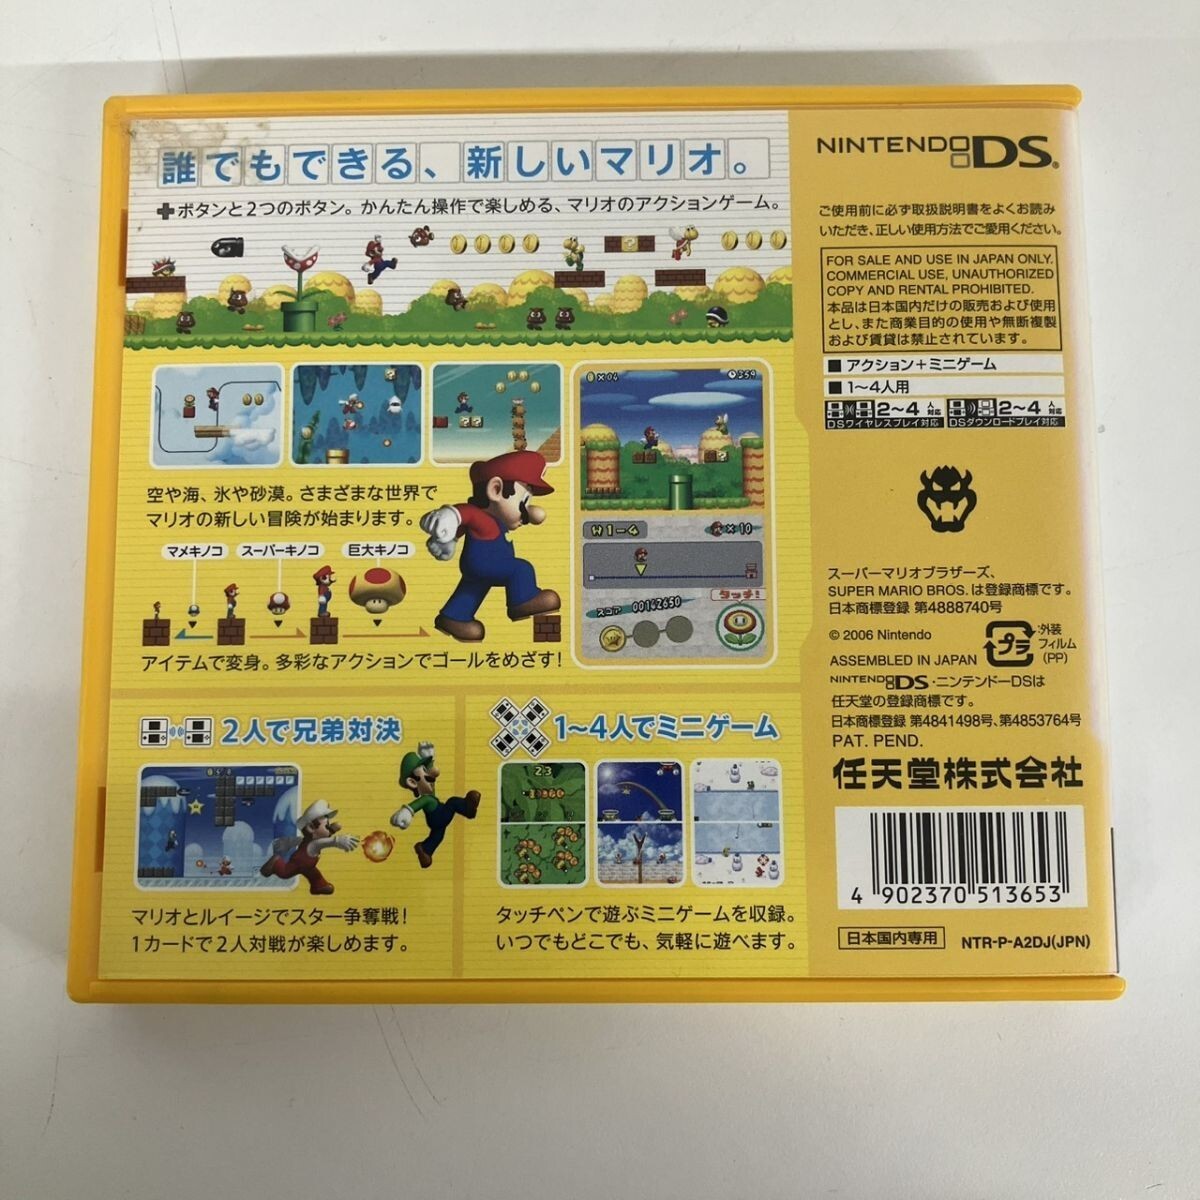 誰でもできる、新しいマリオ。
✚ボタンと2つのボタン。かんたん操作で楽しめる、マリオのアクションゲーム。
空や海、氷や砂漠。さまざまな世界で
マリオの新しい冒険が始まります。
マメキノコ スーパーキノコ 巨大キノコ
アイテムで変身。多彩なアクションでゴールをめざす!
×04 259
W1-4 ×10
タッチ!
スコア 00142650
2人で兄弟対決
マリオとルイージでスター争奪戦!
1カードで2人対戦が楽しめます。
1〜4人でミニゲーム
23
タッチペンで遊ぶミニゲームを収録。
いつでもどこでも、気軽に遊べます。
NINTENDO DS®
ご使用前に必ず取扱説明書をよくお読み
いただき、正しい使用方法でご愛用ください。
FOR SALE AND USE IN JAPAN ONLY.
COMMERCIAL USE, UNAUTHORIZED
COPY AND RENTAL PROHIBITED.
本品は日本国内だけの販売および使用
とし、また商業目的の使用や無断複製
および賃貸は禁止されています。
■アクション+ミニゲーム
■1〜4人用
2〜4人対応 2〜4人対応
DSワイヤレスプレイ対応 DSダウンロードプレイ対応
スーパーマリオブラザーズ、
SUPER MARIO BROS. は登録商標です。
日本商標登録 第4888740号
© 2006 Nintendo
ASSEMBLED IN JAPAN
プラ
外装
フィルム
(PP)
NINTENDO DS・ニンテンドーDSは
任天堂の登録商標です。
日本商標登録 第4841498号、第4853764号
PAT. PEND.
任天堂株式会社
4 902370 513653
日本国内専用 NTR-P-A2DJ(JPN)